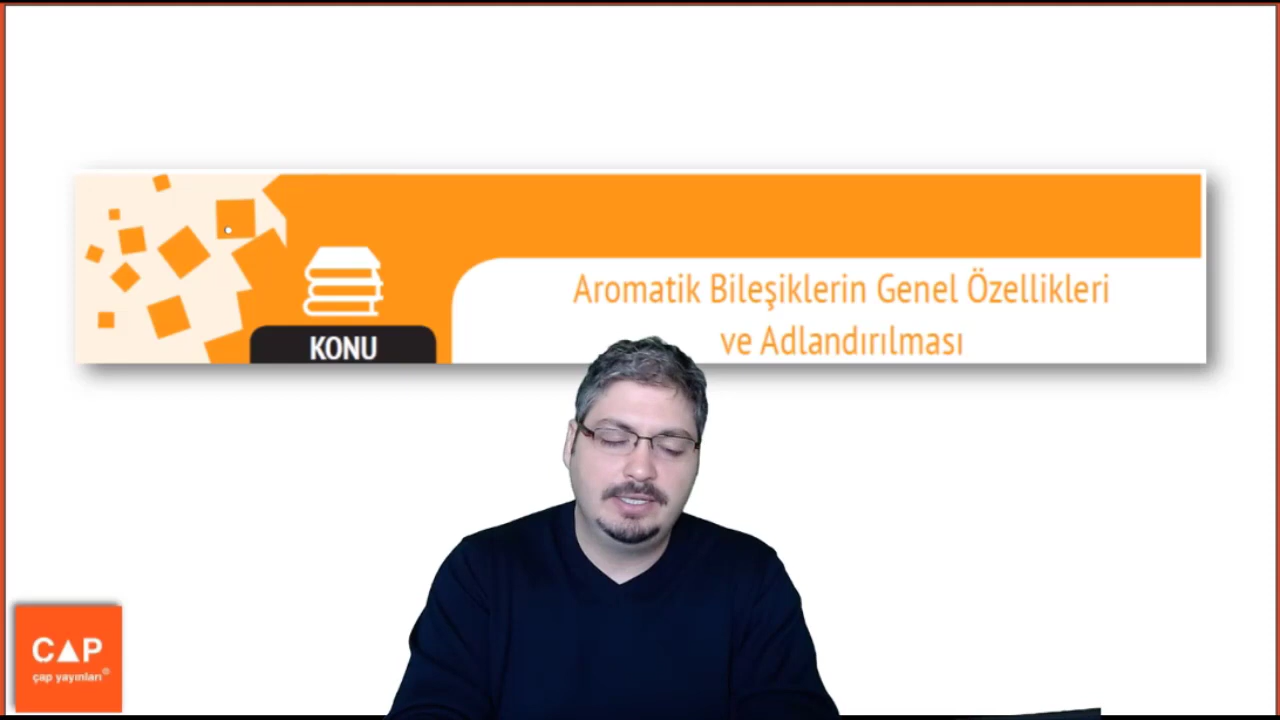 Aromatik Bileşiklerin Genel Özellikleri
ve Adlandırılması
KONU
ÇAP
çap yayınları®